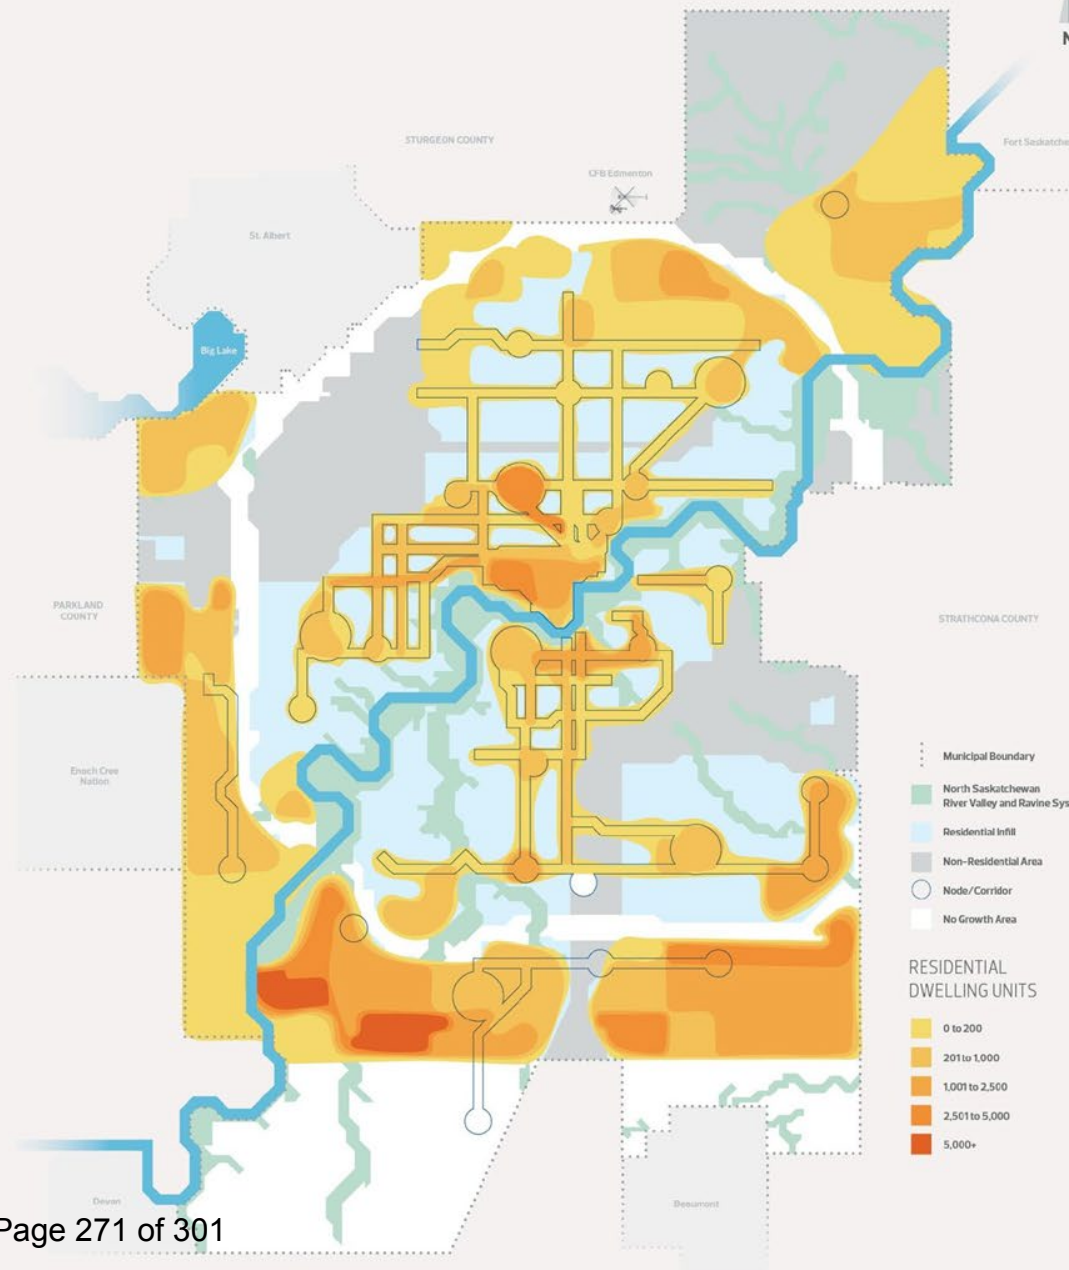 N
STURGEON COUNTY
CFB Edmonton
Fort Saskatche
St. Albert
Big Lake
PARKLAND
COUNTY
STRATHCONA COUNTY
Enoch Cree
Nation
Municipal Boundary
North Saskatchewan
River Valley and Ravine Sys
Residential Infill
Non-Residential Area
Node/Corridor
No Growth Area
RESIDENTIAL
DWELLING UNITS
0 to 200
201 to 1,000
1,001 to 2,500
2,501 to 5,000
5,000+
Devon
Beaumont
Page 271 of 301